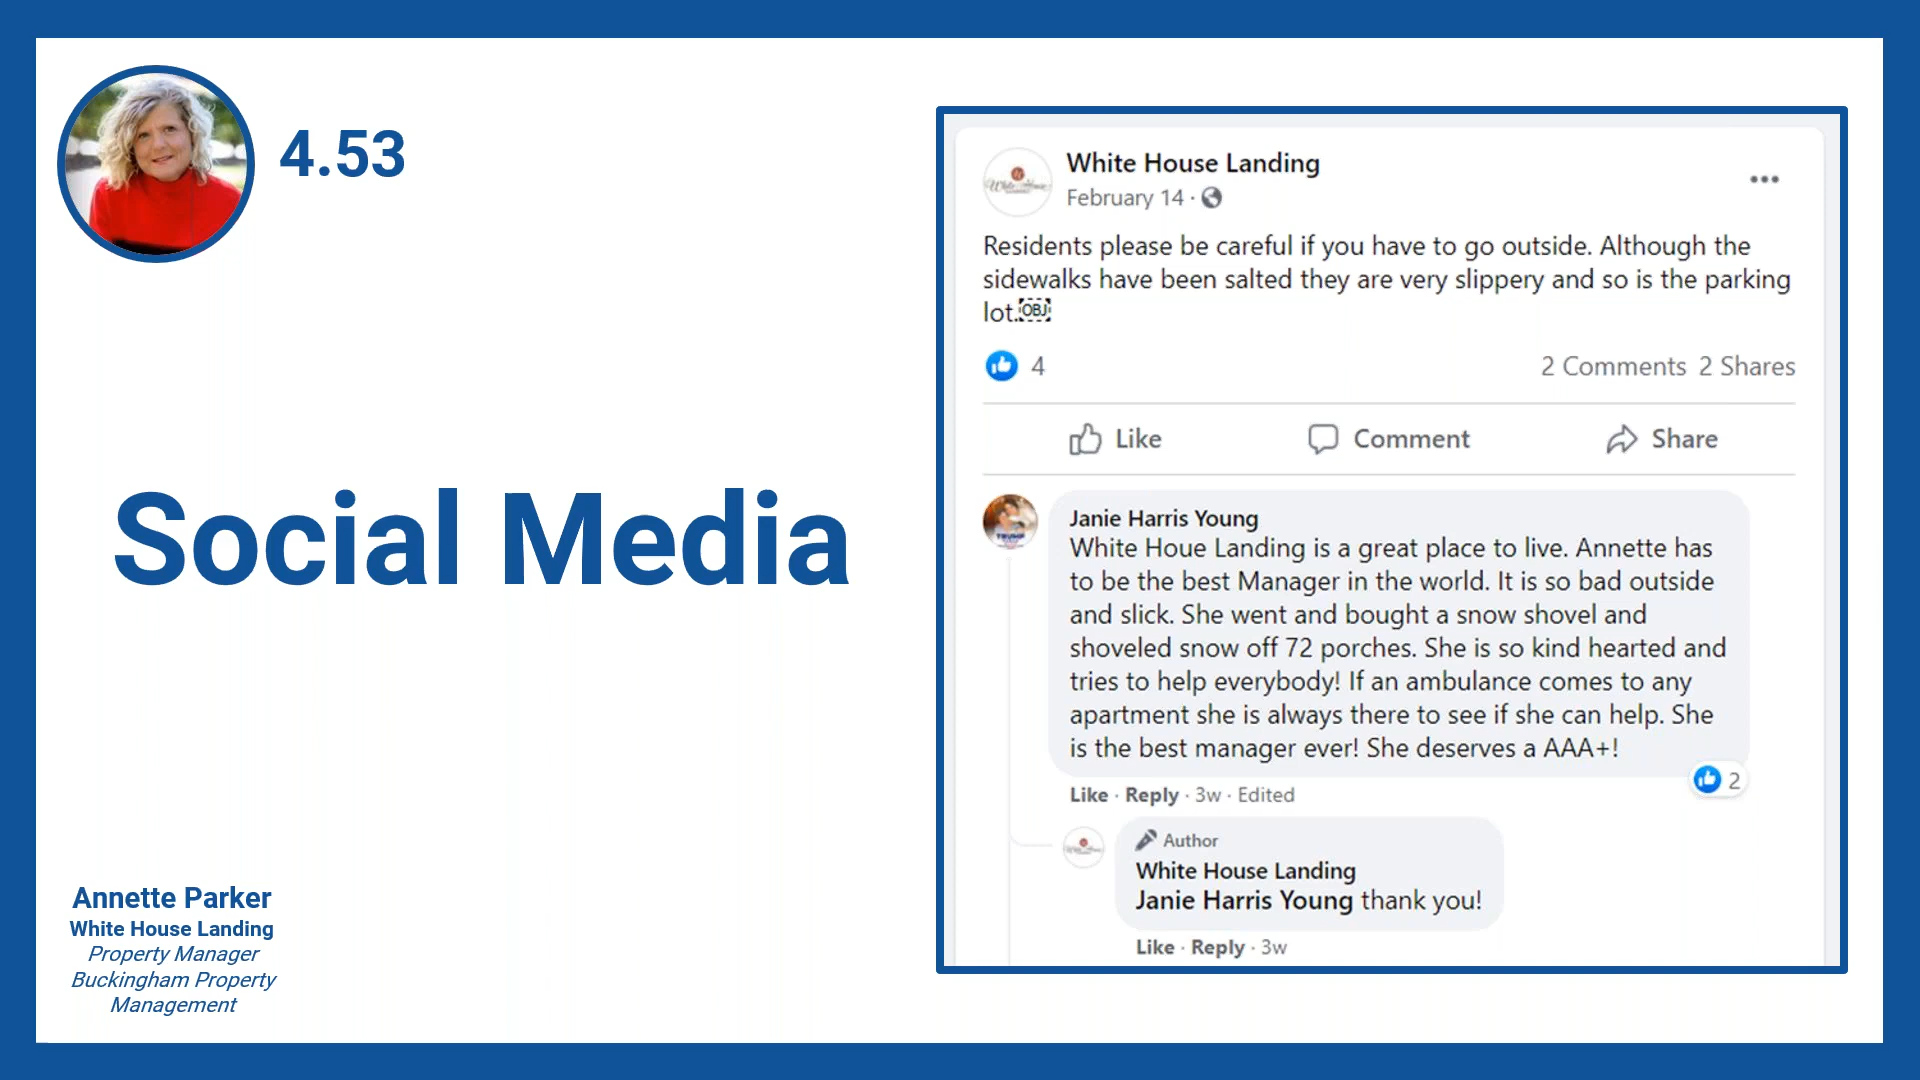 4.53
Social Media
Annette Parker
White House Landing
Property Manager
Buckingham Property
Management
White House Landing
February 14 ·
Residents please be careful if you have to go outside. Although the
sidewalks have been salted they are very slippery and so is the parking
lot.OBJ
4
2 Comments 2 Shares
Like
Comment
Share
TRUMP
Janie Harris Young
White Houe Landing is a great place to live. Annette has
to be the best Manager in the world. It is so bad outside
and slick. She went and bought a snow shovel and
shoveled snow off 72 porches. She is so kind hearted and
tries to help everybody! If an ambulance comes to any
apartment she is always there to see if she can help. She
is the best manager ever! She deserves a AAA+!
2
Like · Reply · 3w · Edited
Author
White House Landing
Janie Harris Young thank you!
Like · Reply · 3w